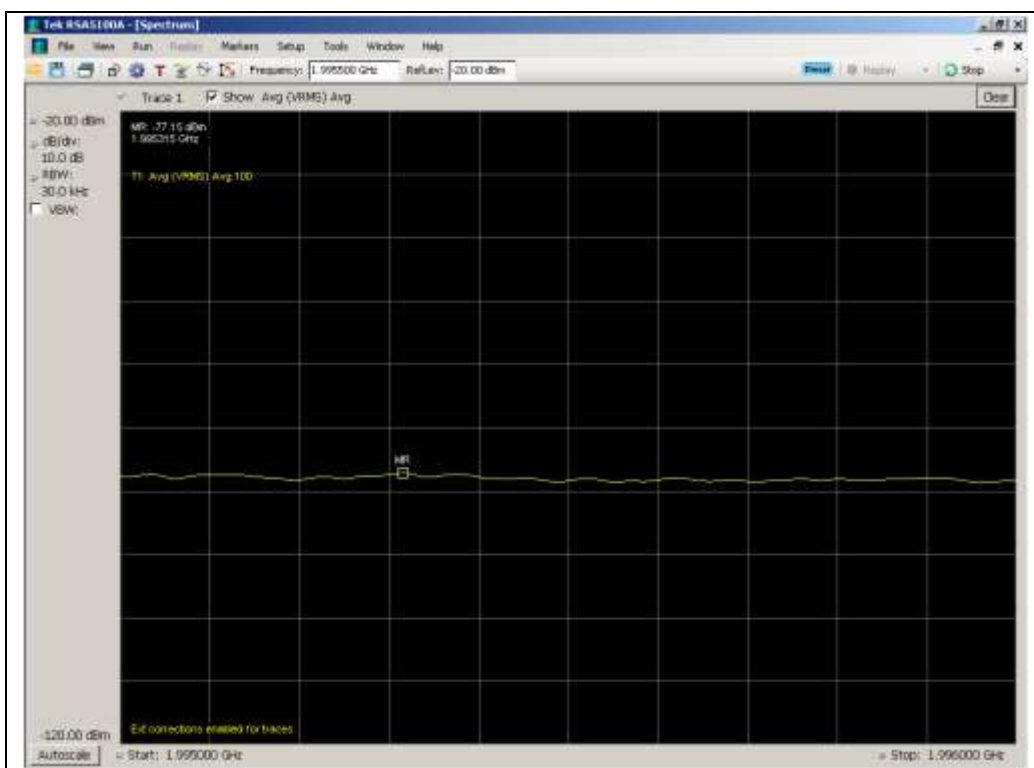 Tek RSA5100A - [Spectrum]
File View Run Replay Markers Setup Tools Window Help
Frequency: 1.995500 GHz RefLev: -20.00 dBm Preset Replay Stop
Trace 1 Show Avg (VRMS) Avg Clear
-20.00 dBm
dB/div:
10.0 dB
RBW:
30.0 kHz
VBW:
MR: -77.15 dBm
1.995315 GHz
T1: Avg (VRMS) Avg:100
MR
Ext corrections enabled for traces
-120.00 dBm
Autoscale Start: 1.995000 GHz Stop: 1.996000 GHz